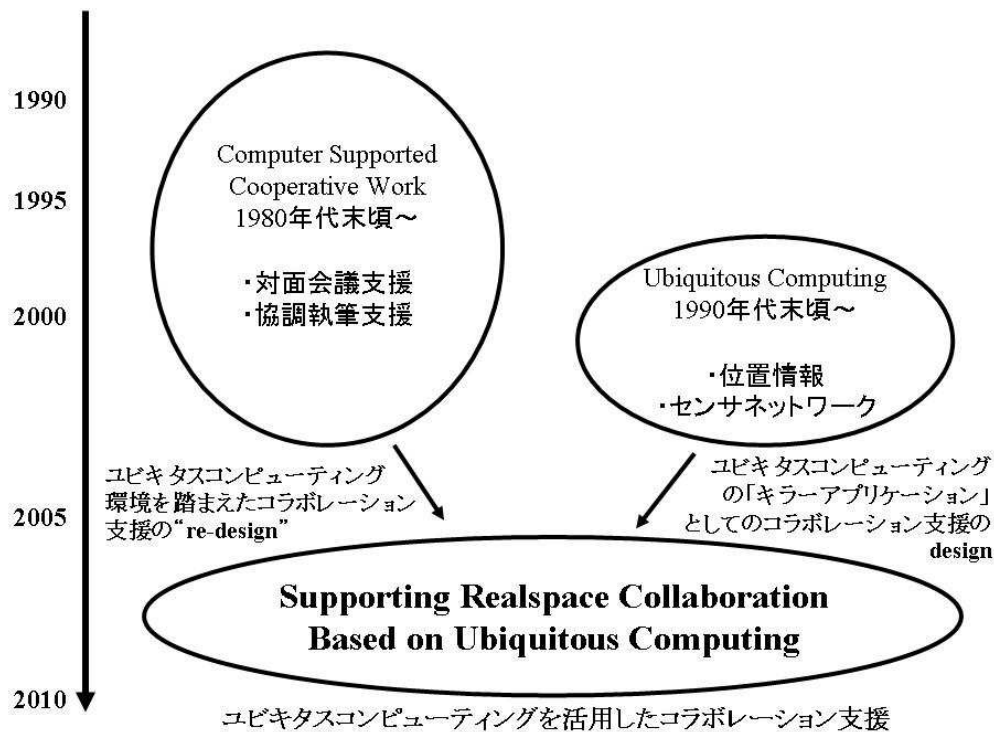 1990
1995
2000
2005
2010
Computer Supported
Cooperative Work
1980年代末頃～
・対面会議支援
・協調執筆支援
Ubiquitous Computing
1990年代末頃～
・位置情報
・センサネットワーク
ユビキタスコンピューティング
環境を踏まえたコラボレーション
支援の“re-design”
ユビキタスコンピューティング
の「キラーアプリケーション」
としてのコラボレーション支援の
design
Supporting Realspace Collaboration
Based on Ubiquitous Computing
ユビキタスコンピューティングを活用したコラボレーション支援